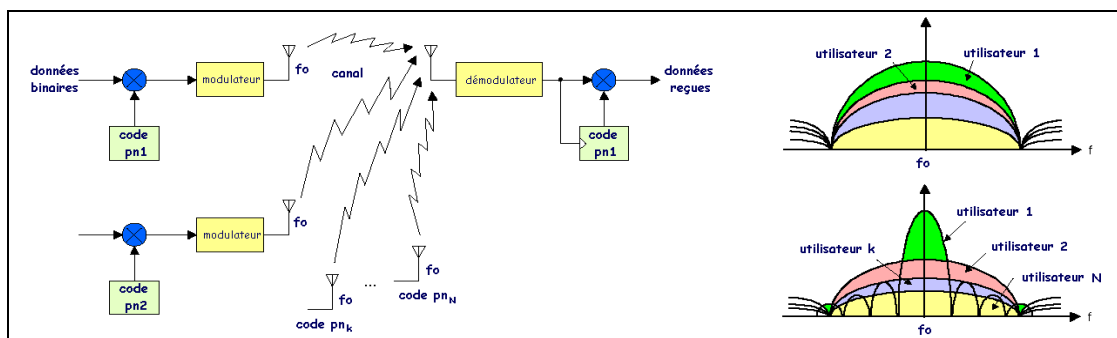 données
binaires
modulateur
fo
canal
démodulateur
données
reçues
code
pn1
code
pn1
modulateur
fo
code
pn2
fo
...
fo
code pnN
code pnk
utilisateur 1
utilisateur 2
f
fo
utilisateur 1
utilisateur k
utilisateur 2
utilisateur N
f
fo